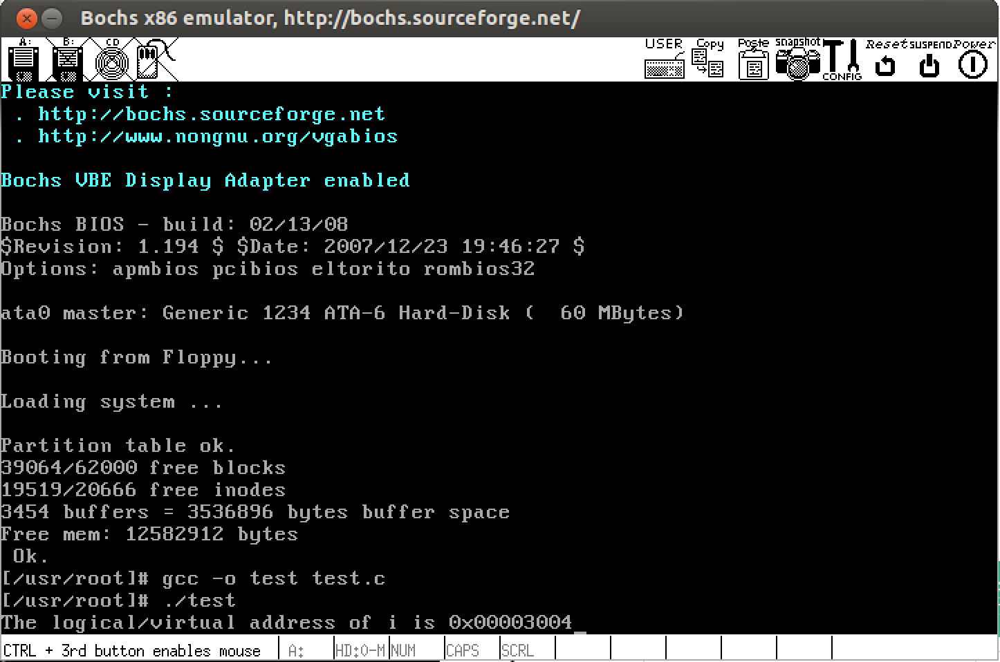 Bochs x86 emulator, http://bochs.sourceforge.net/
A: B: CD USER Copy Paste snapshot CONFIG Reset SUSPEND Power
Please visit :
 . http://bochs.sourceforge.net
 . http://www.nongnu.org/vgabios
Bochs VBE Display Adapter enabled
Bochs BIOS - build: 02/13/08
$Revision: 1.194 $ $Date: 2007/12/23 19:46:27 $
Options: apmbios pcibios eltorito rombios32
ata0 master: Generic 1234 ATA-6 Hard-Disk (  60 MBytes)
Booting from Floppy...
Loading system ...
Partition table ok.
39064/62000 free blocks
19519/20666 free inodes
3454 buffers = 3536896 bytes buffer space
Free mem: 12582912 bytes
 Ok.
[/usr/root]# gcc -o test test.c
[/usr/root]# ./test
The logical/virtual address of i is 0x00003004_
CTRL + 3rd button enables mouse A: HD:0-M NUM CAPS SCRL